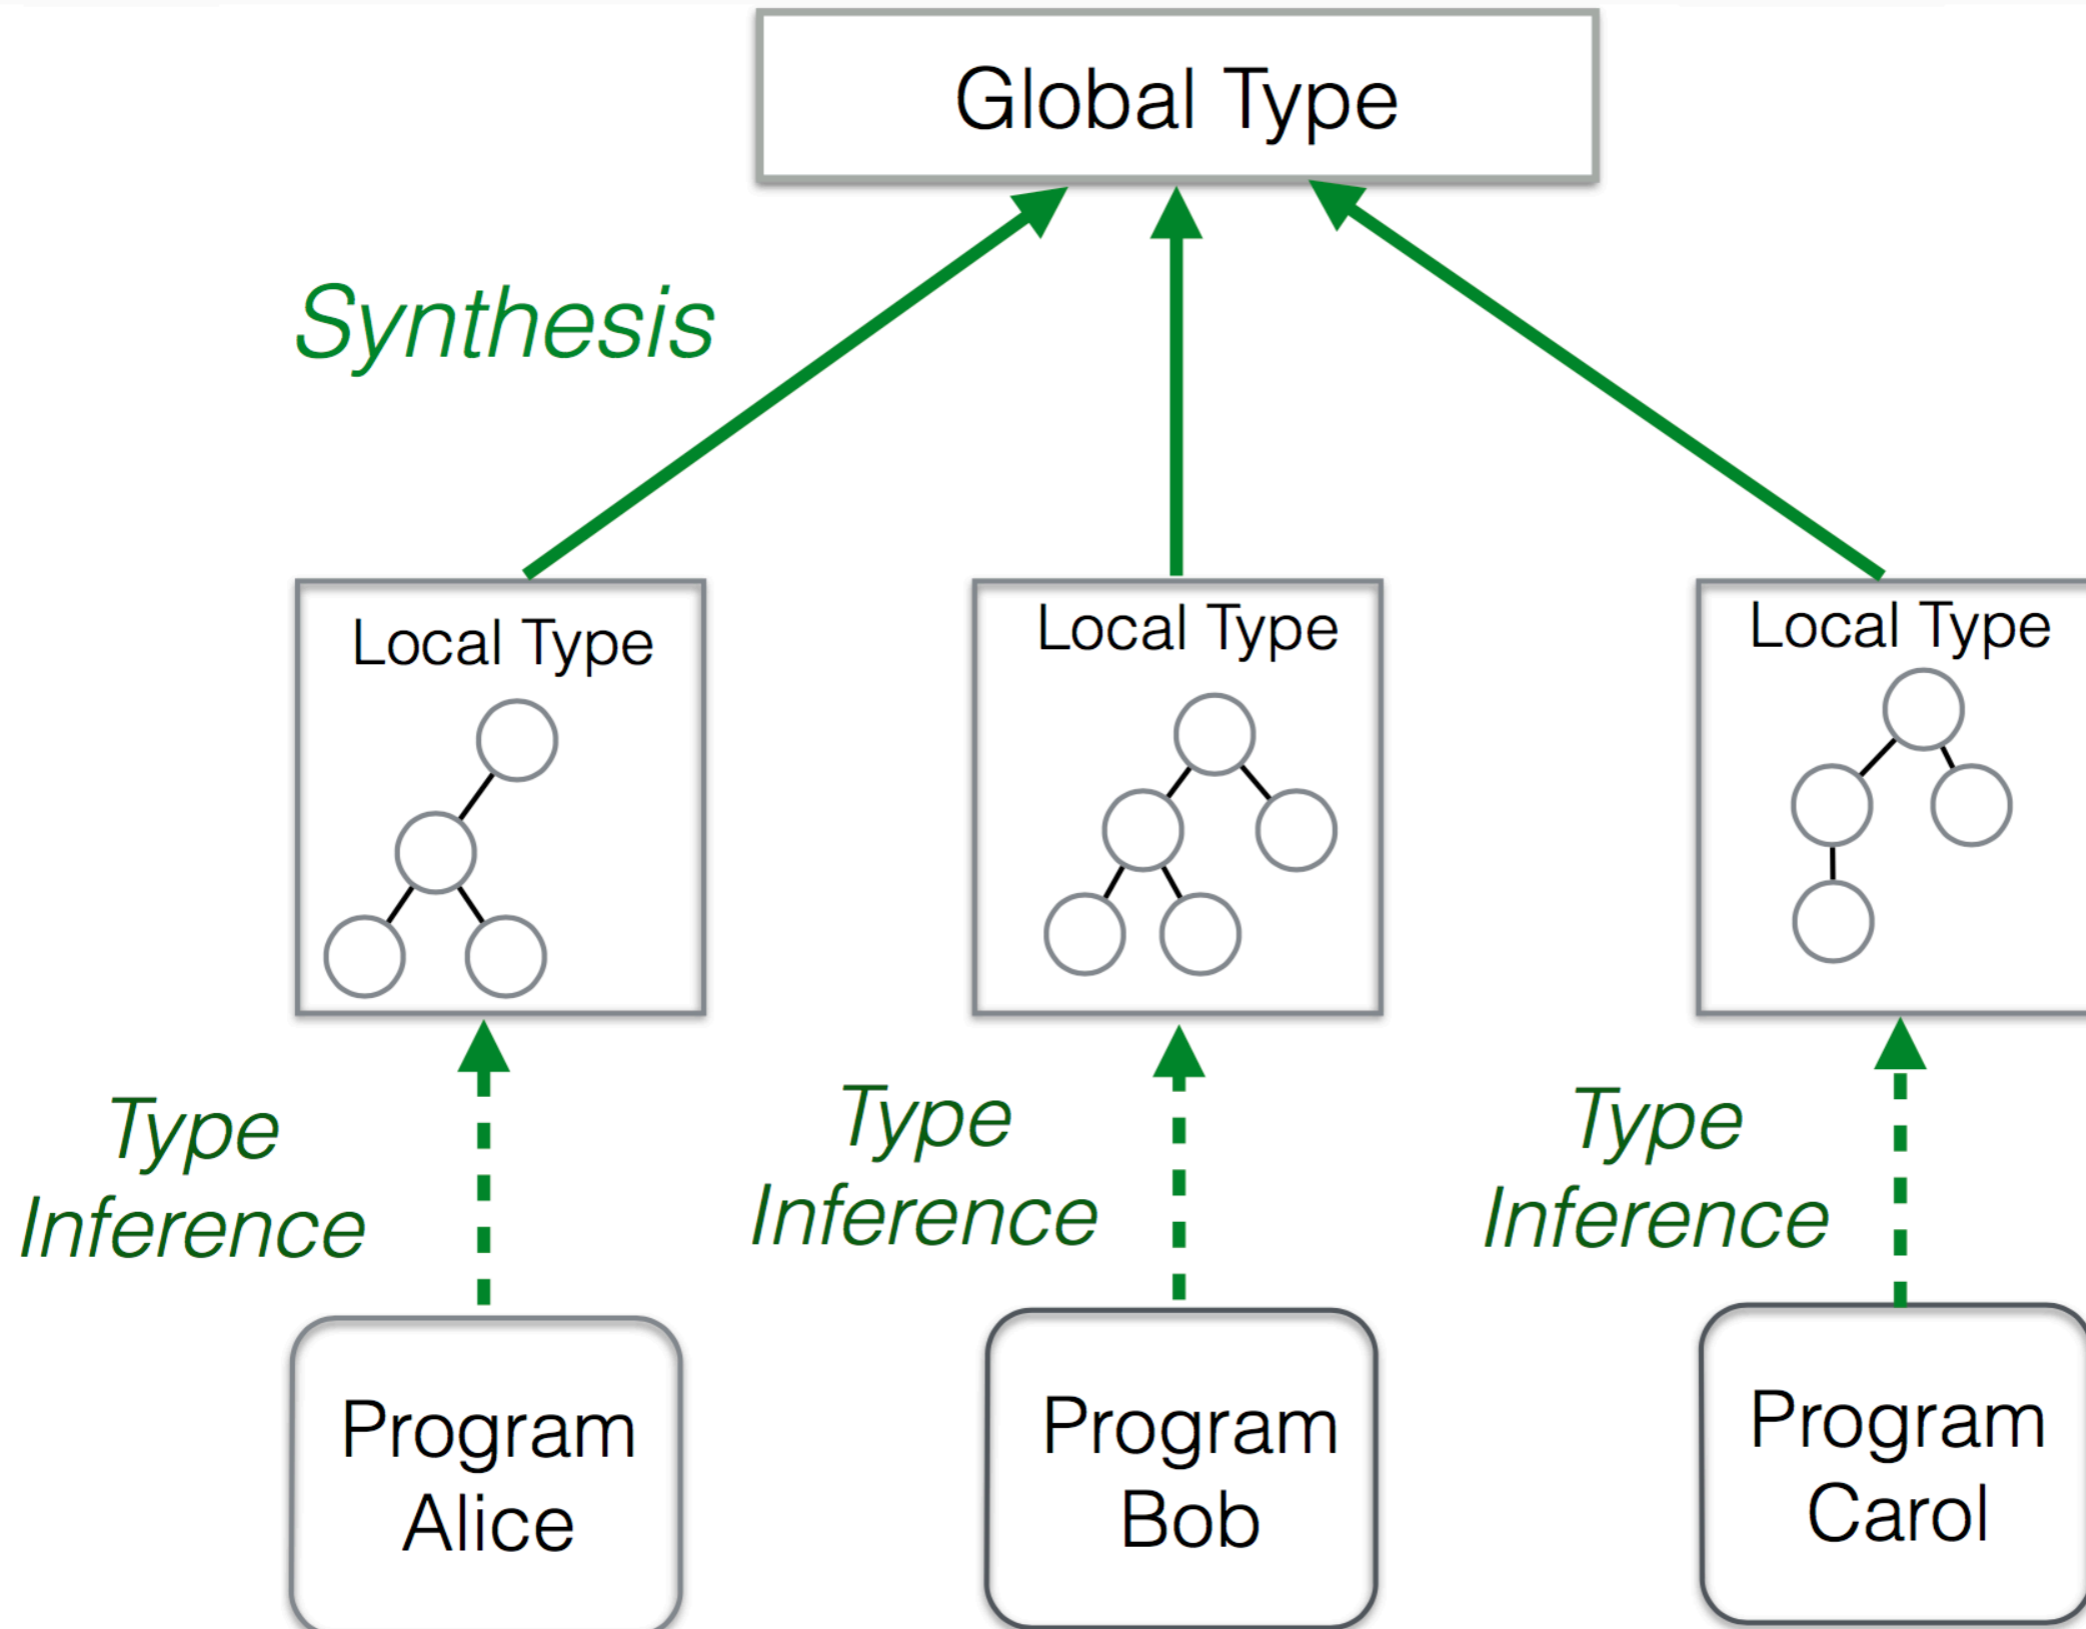 Global Type
Synthesis
Local Type
Local Type
Local Type
Type
Inference
Type
Inference
Type
Inference
Program
Alice
Program
Bob
Program
Carol